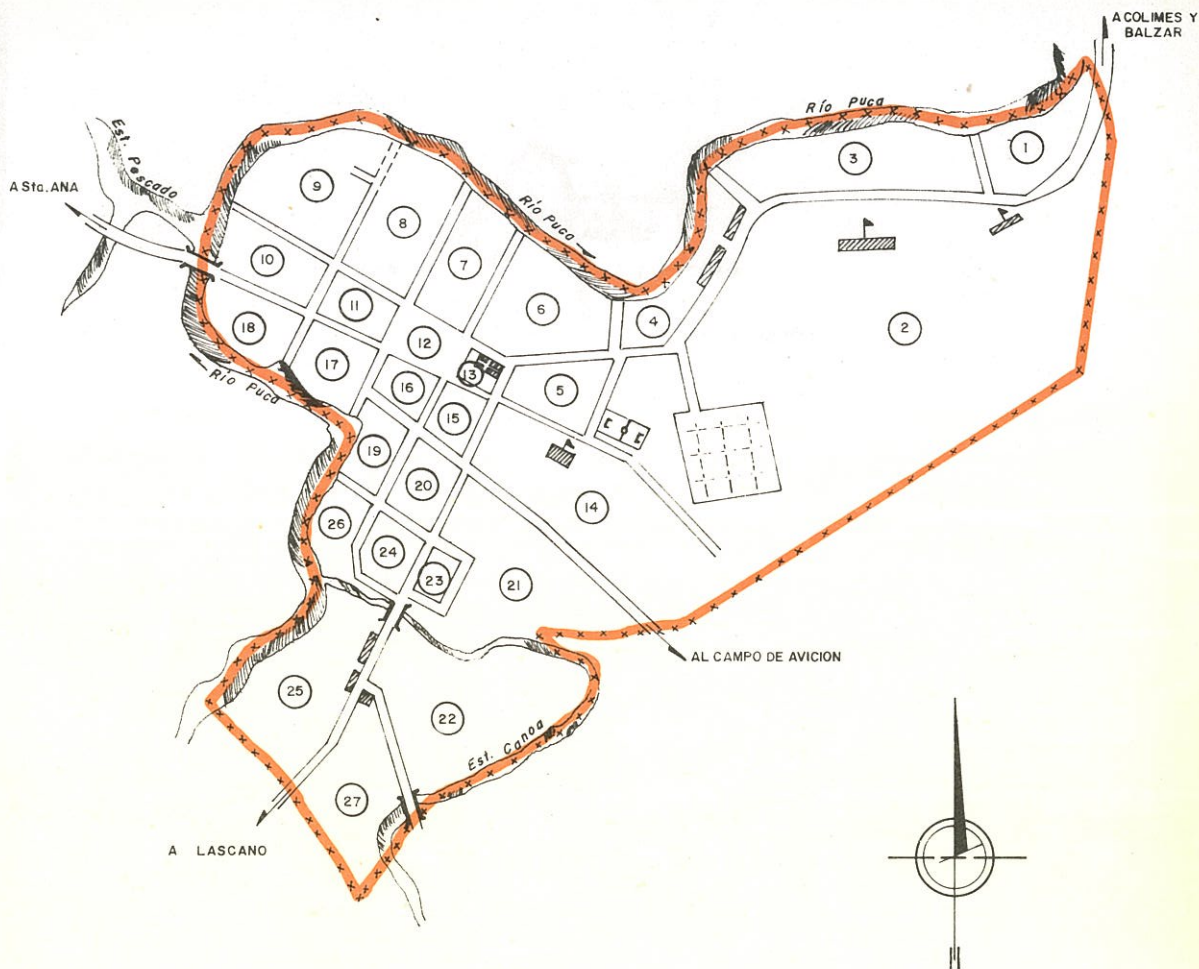 A COLIMES Y
BALZAR
Río Puca
Est. Pescado
A Sta. ANA
Río Puca
1
3
9
8
7
10
6
11
4
2
18
12
17
13
16
5
Río Puca
15
19
20
14
26
24
23
21
AL CAMPO DE AVICION
25
22
Est. Canoa
27
A LASCANO